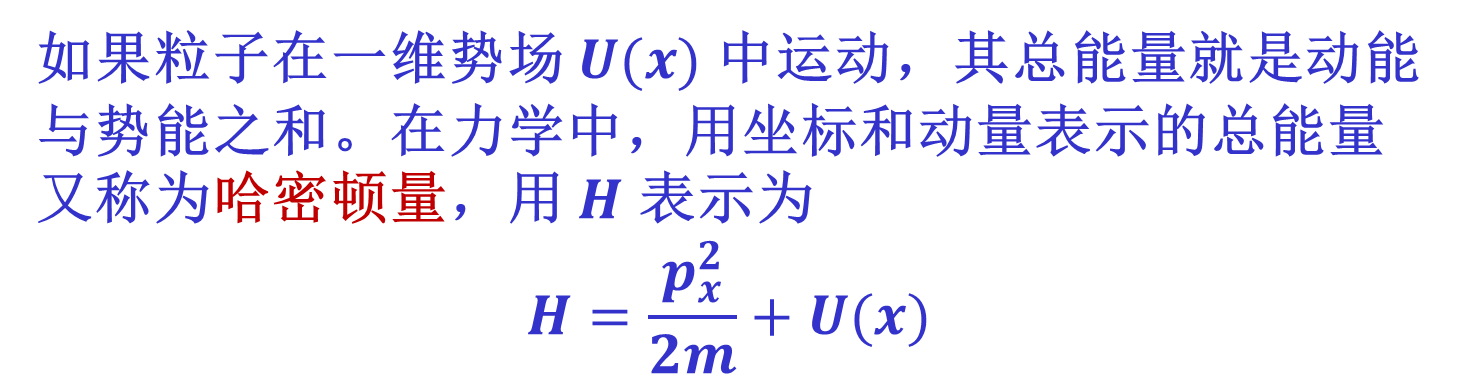 如果粒子在一维势场 U(x) 中运动，其总能量就是动能
与势能之和。在力学中，用坐标和动量表示的总能量
又称为哈密顿量，用 H 表示为
H = \frac{p_x^2}{2m} + U(x)